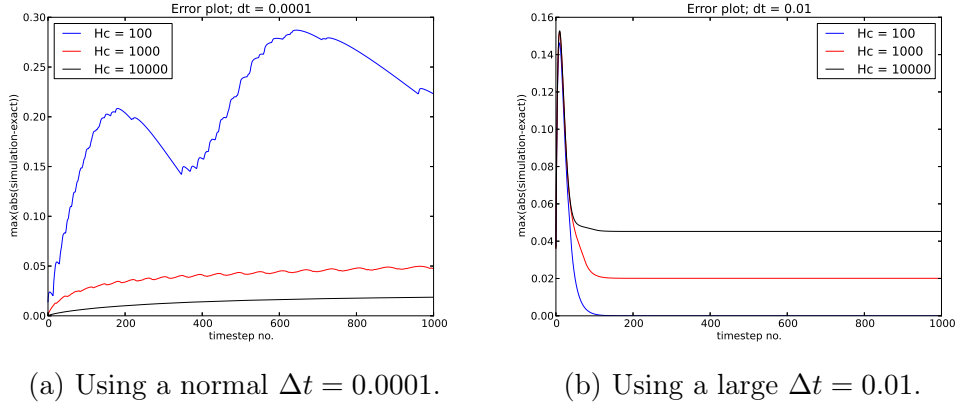 Error plot; dt = 0.0001
Hc = 100
Hc = 1000
Hc = 10000
max(abs(simulation-exact))
0.30
0.25
0.20
0.15
0.10
0.05
0.00
0 200 400 600 800 1000
timestep no.
(a) Using a normal Δt = 0.0001.
Error plot; dt = 0.01
Hc = 100
Hc = 1000
Hc = 10000
max(abs(simulation-exact))
0.16
0.14
0.12
0.10
0.08
0.06
0.04
0.02
0.00
0 200 400 600 800 1000
timestep no.
(b) Using a large Δt = 0.01.